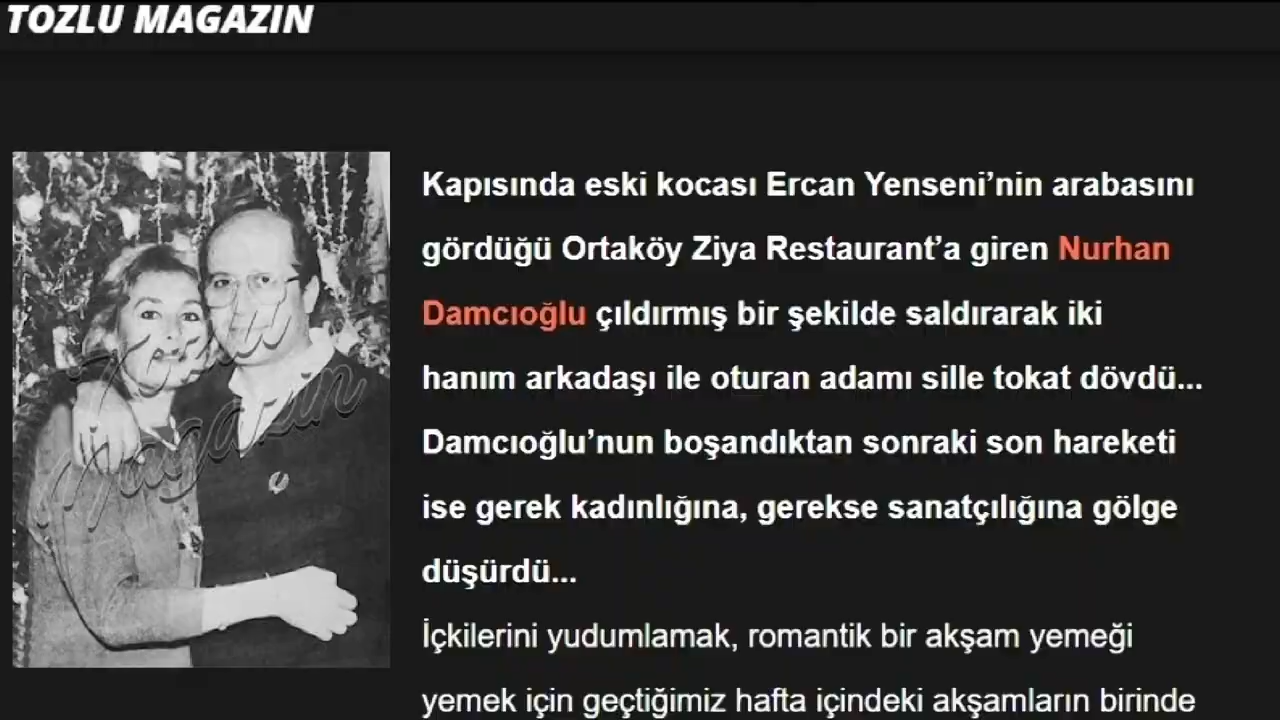 TOZLU MAGAZIN
Tozlu
Magazin
Kapısında eski kocası Ercan Yenseni’nin arabasını
gördüğü Ortaköy Ziya Restaurant’a giren Nurhan
Damcıoğlu çıldırmış bir şekilde saldırarak iki
hanım arkadaşı ile oturan adamı sille tokat dövdü...
Damcıoğlu’nun boşandıktan sonraki son hareketi
ise gerek kadınlığına, gerekse sanatçılığına gölge
düşürdü...
İçkilerini yudumlamak, romantik bir akşam yemeği
yemek için geçtiğimiz hafta içindeki akşamların birinde